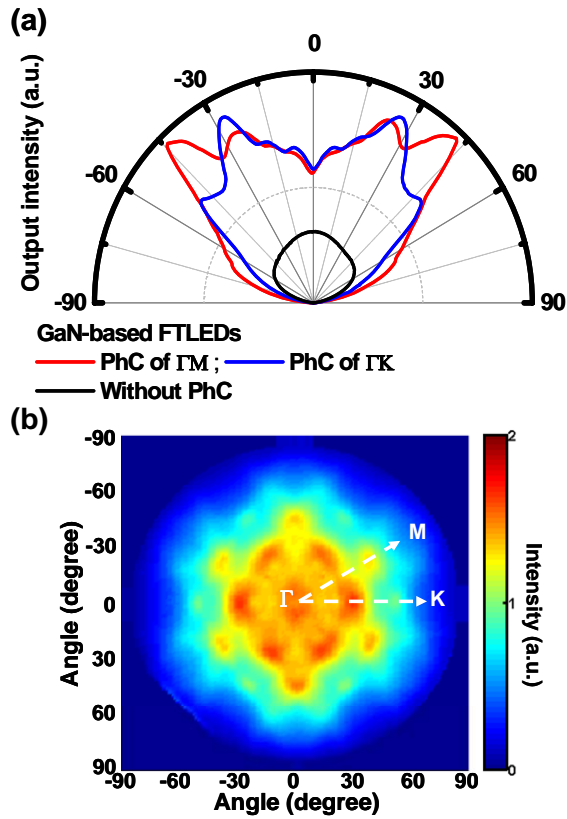 (a)
0
-30
30
-60
60
-90
90
Output intensity (a.u.)
GaN-based FTLEDs
PhC of ΓM ; PhC of ΓK
Without PhC
(b)
-90
-60
-30
0
30
60
90
Angle (degree)
Γ
M
K
-90 -60 -30 0 30 60 90
Angle (degree)
2
1
0
Intensity (a.u.)